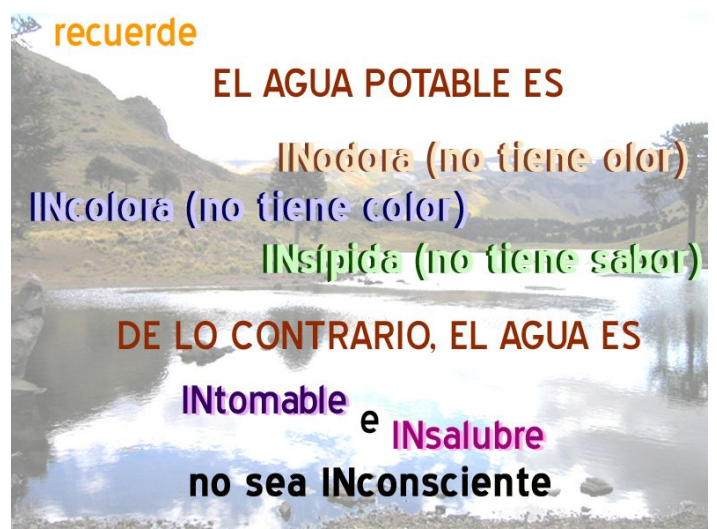 recuerde
EL AGUA POTABLE ES
INodora (no tiene olor)
INcolora (no tiene color)
INsípida (no tiene sabor)
DE LO CONTRARIO, EL AGUA ES
INtomable
e
INsalubre
no sea INconsciente